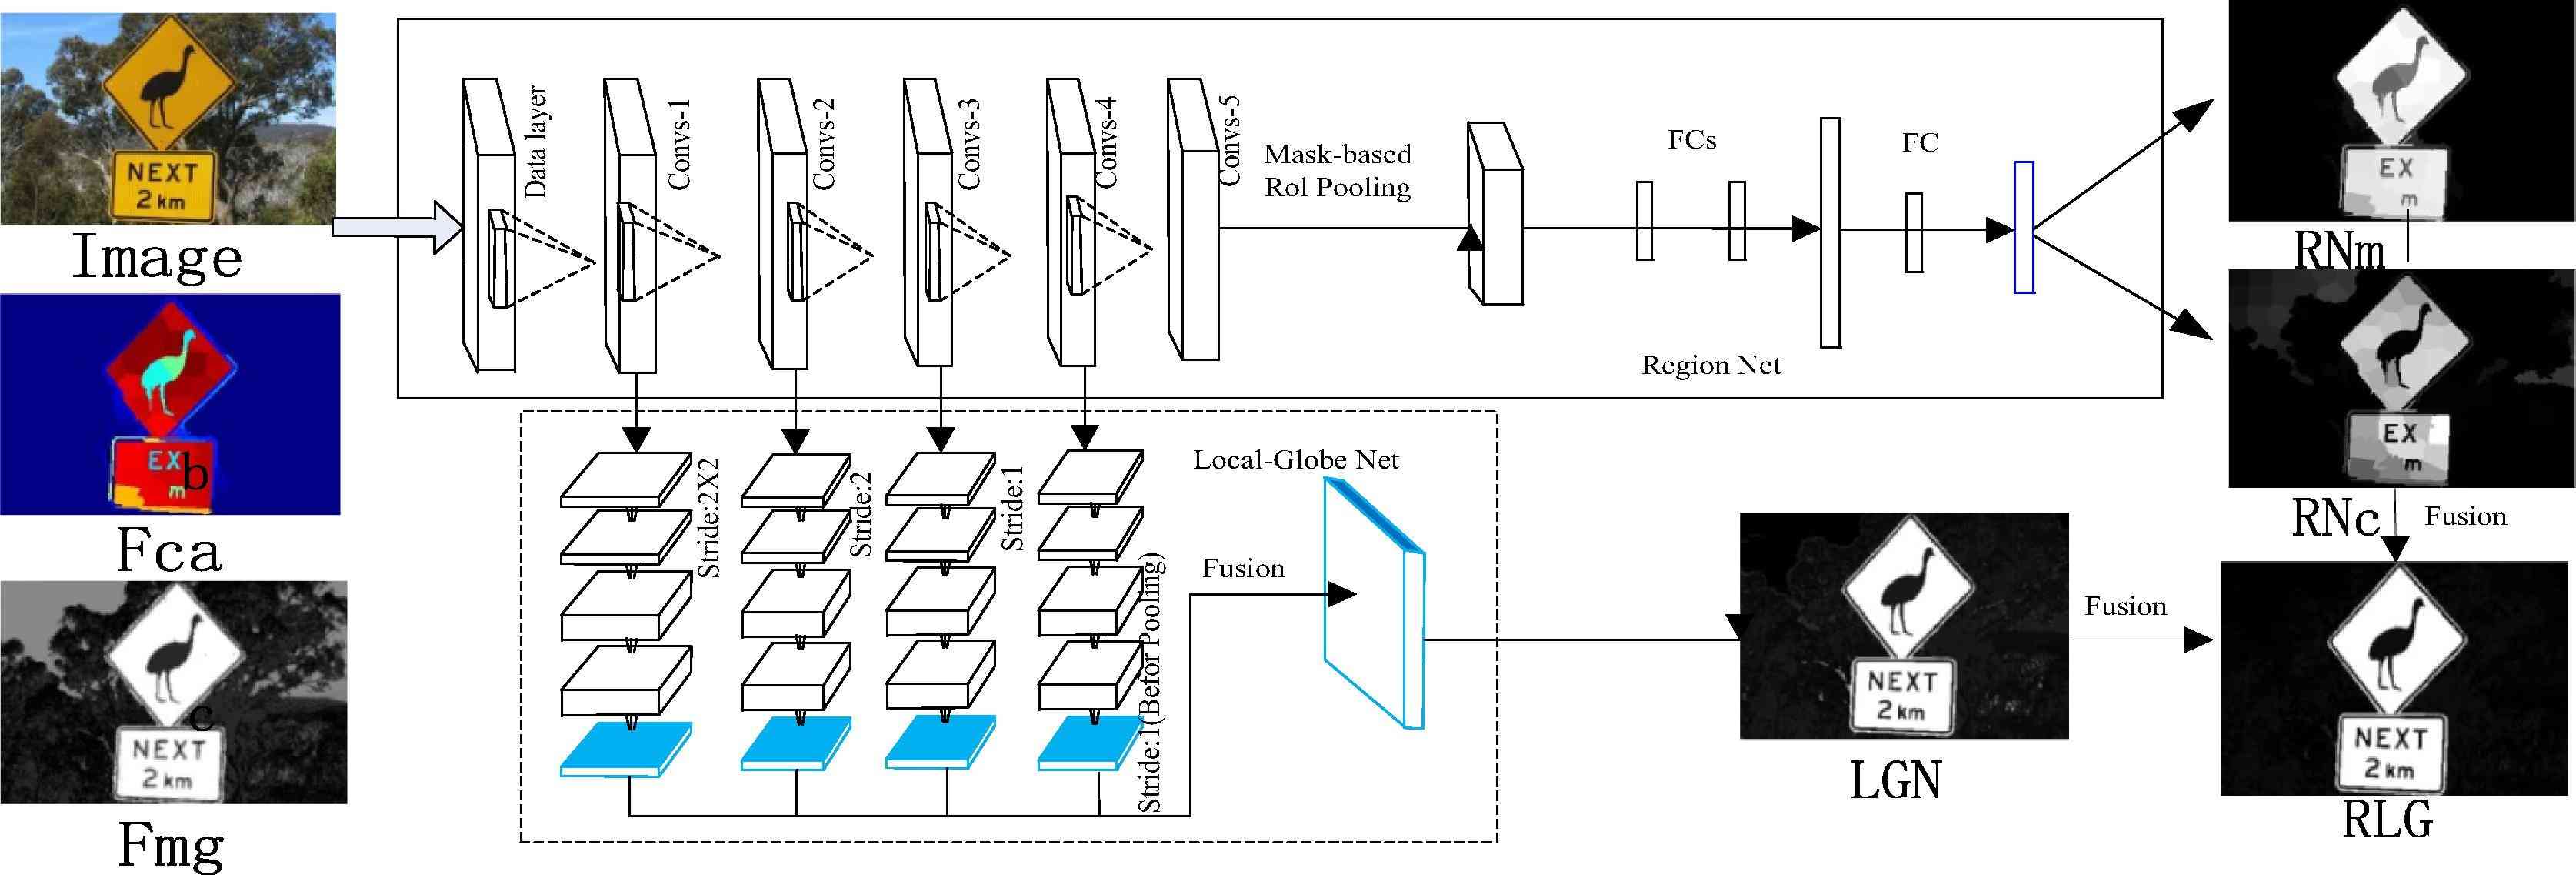 NEXT
2 km
Image
EX
m
b
Fca
NEXT
2 km
c
Fmg
Data layer
Convs-1
Convs-2
Convs-3
Convs-4
Convs-5
Mask-based
RoI Pooling
FCs
FC
Region Net
Stride:2X2
Stride:2
Stride:1
Stride:1(Befor Pooling)
Local-Globe Net
Fusion
NEXT
2 km
LGN
Fusion
EX
m
RNm
EX
m
RNc
Fusion
NEXT
2 km
RLG